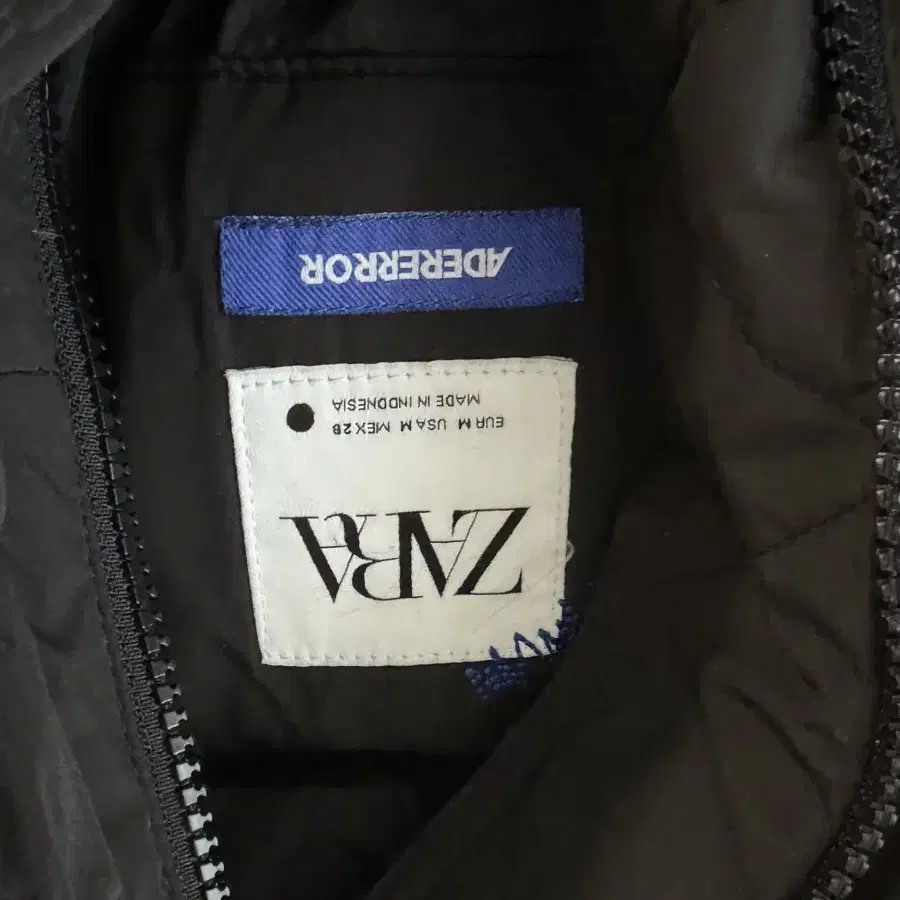 ZARA
EUR M USA M MEX 28
MADE IN INDONESIA
ADERERROR